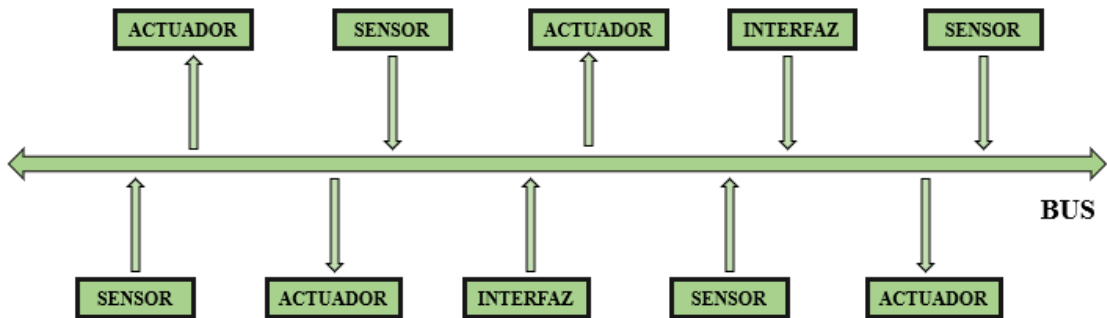 ACTUADOR SENSOR ACTUADOR INTERFAZ SENSOR
BUS
SENSOR ACTUADOR INTERFAZ SENSOR ACTUADOR